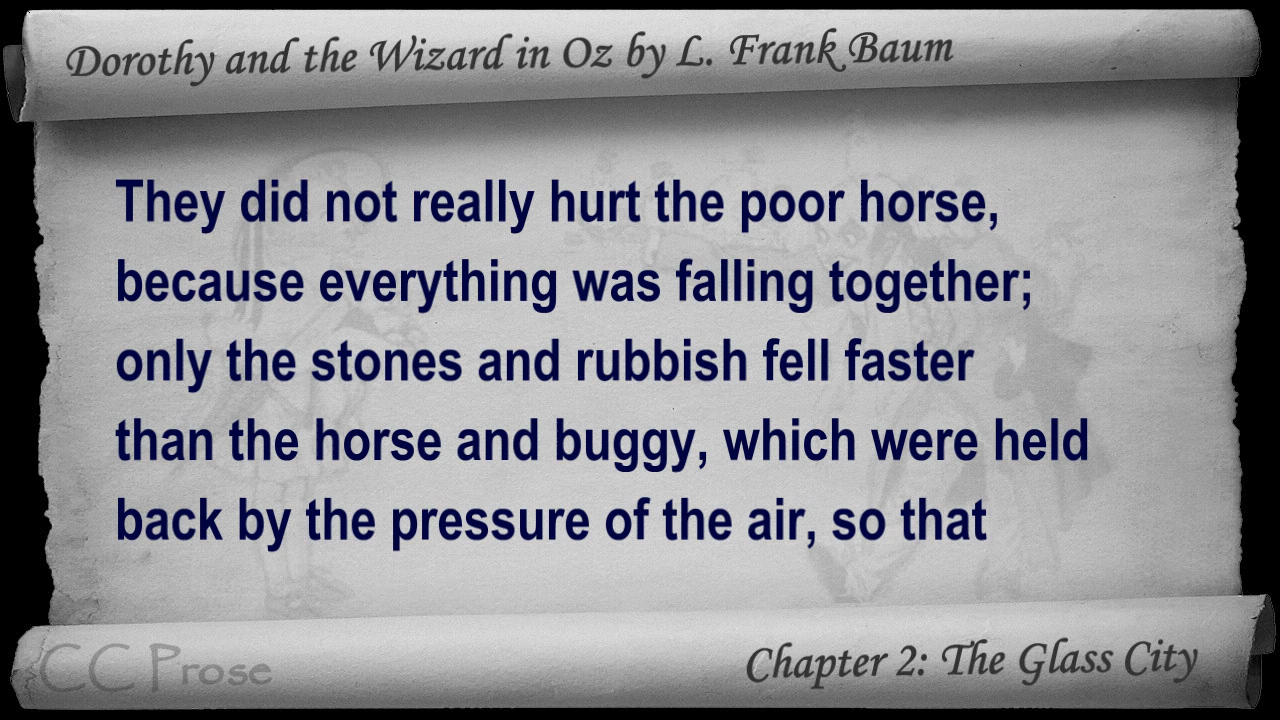 Dorothy and the Wizard in Oz by L. Frank Baum
They did not really hurt the poor horse,
because everything was falling together;
only the stones and rubbish fell faster
than the horse and buggy, which were held
back by the pressure of the air, so that
CC Prose
Chapter 2: The Glass City